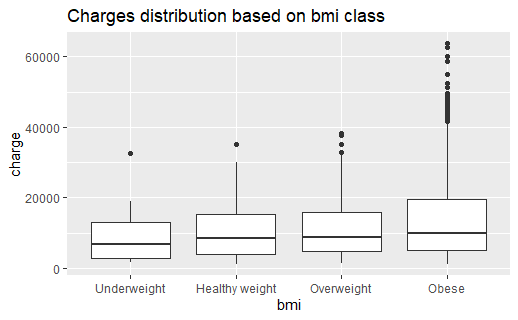 Charges distribution based on bmi class
60000
40000
20000
0
charge
Underweight Healthy weight Overweight Obese
bmi